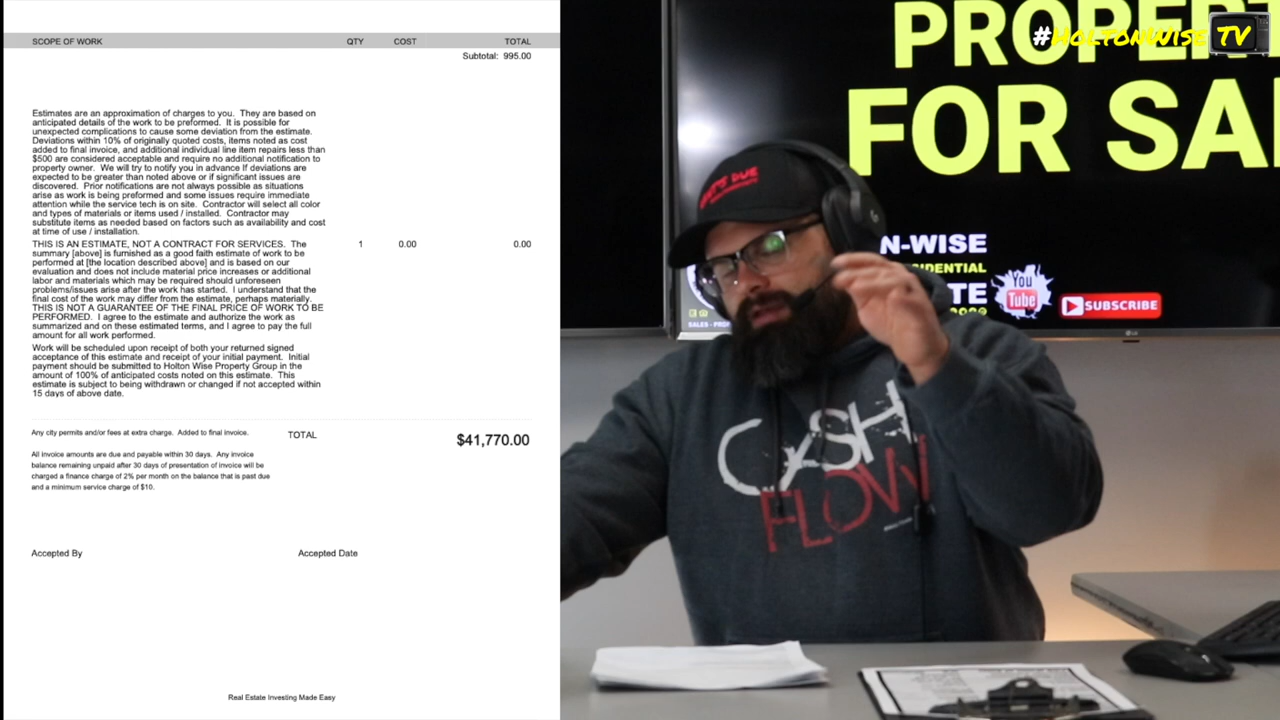 SCOPE OF WORK QTY COST TOTAL
Subtotal: 995.00
Estimates are an approximation of charges to you. They are based on
anticipated details of the work to be preformed. It is possible for
unexpected complications to cause some deviation from the estimate.
Deviations within 10% of originally quoted costs, items noted as cost
added to final invoice, and additional individual line item repairs less than
$500 are considered acceptable and require no additional notification to
property owner. We will try to notify you in advance If deviations are
expected to be greater than noted above or if significant issues are
discovered. Prior notifications are not always possible as situations
arise as work is being preformed and some issues require immediate
attention while the service tech is on site. Contractor will select all color
and types of materials or items used / installed. Contractor may
substitute items as needed based on factors such as availability and cost
at time of use / installation.
THIS IS AN ESTIMATE, NOT A CONTRACT FOR SERVICES. The 1 0.00 0.00
summary [above] is furnished as a good faith estimate of work to be
performed at [the location described above] and is based on our
evaluation and does not include material price increases or additional
labor and materials which may be required should unforeseen
problems/issues arise after the work has started. I understand that the
final cost of the work may differ from the estimate, perhaps materially.
THIS IS NOT A GUARANTEE OF THE FINAL PRICE OF WORK TO BE
PERFORMED. I agree to the estimate and authorize the work as
summarized and on these estimated terms, and I agree to pay the full
amount for all work performed.
Work will be scheduled upon receipt of both your returned signed
acceptance of this estimate and receipt of your initial payment. Initial
payment should be submitted to Holton Wise Property Group in the
amount of 100% of anticipated costs noted on this estimate. This
estimate is subject to being withdrawn or changed if not accepted within
15 days of above date.
Any city permits and/or fees at extra charge. Added to final invoice. TOTAL $41,770.00
All invoice amounts are due and payable within 30 days. Any invoice
balance remaining unpaid after 30 days of presentation of invoice will be
charged a finance charge of 2% per month on the balance that is past due
and a minimum service charge of $10.
Accepted By Accepted Date
Real Estate Investing Made Easy
#HoltonWise TV
PROPERT
FOR SA
N-WISE
IDENTIAL
TE
You
Tube
SUBSCRIBE
SALES - PRO
LG
DUE
CASH
FLOW